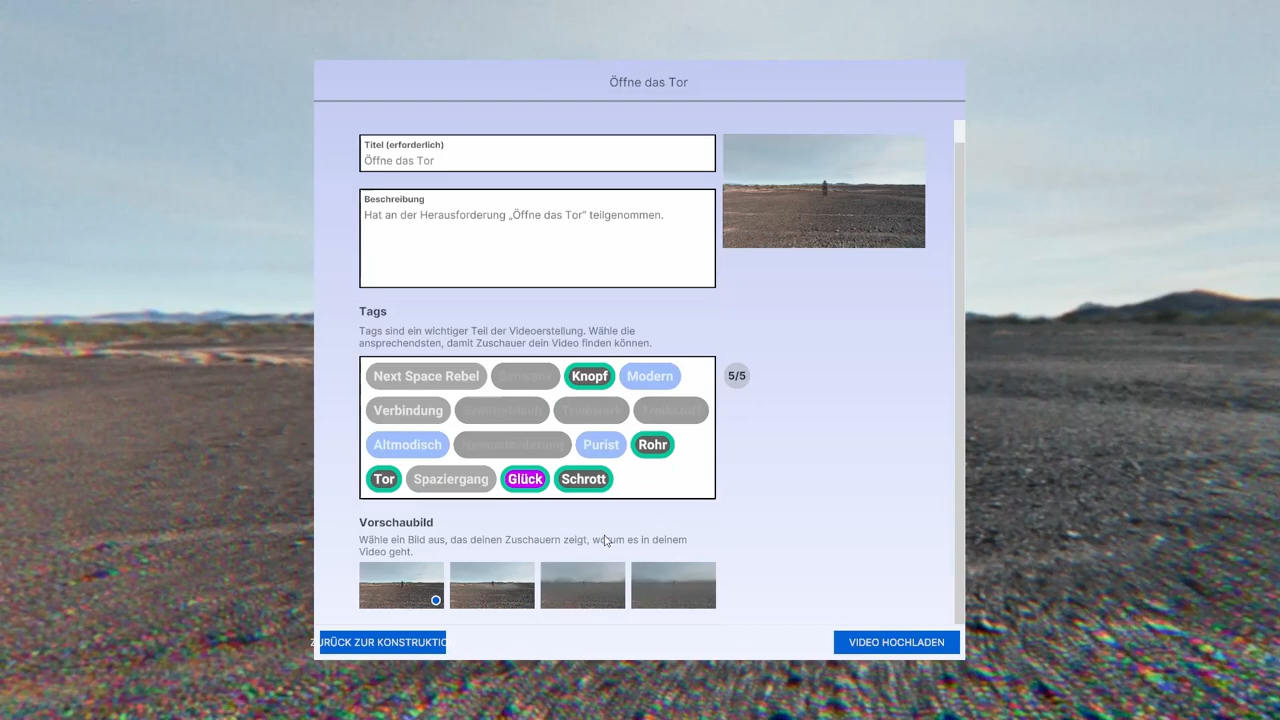 Öffne das Tor
Titel (erforderlich)
Öffne das Tor
Beschreibung
Hat an der Herausforderung „Öffne das Tor“ teilgenommen.
Tags
Tags sind ein wichtiger Teil der Videoerstellung. Wähle die
ansprechendsten, damit Zuschauer dein Video finden können.
Next Space Rebel Knopf Modern
5/5
Verbindung
Altmodisch Purist Rohr
Tor Spaziergang Glück Schrott
Vorschaubild
Wähle ein Bild aus, das deinen Zuschauern zeigt, worum es in deinem
Video geht.
ZURÜCK ZUR KONSTRUKTIO
VIDEO HOCHLADEN